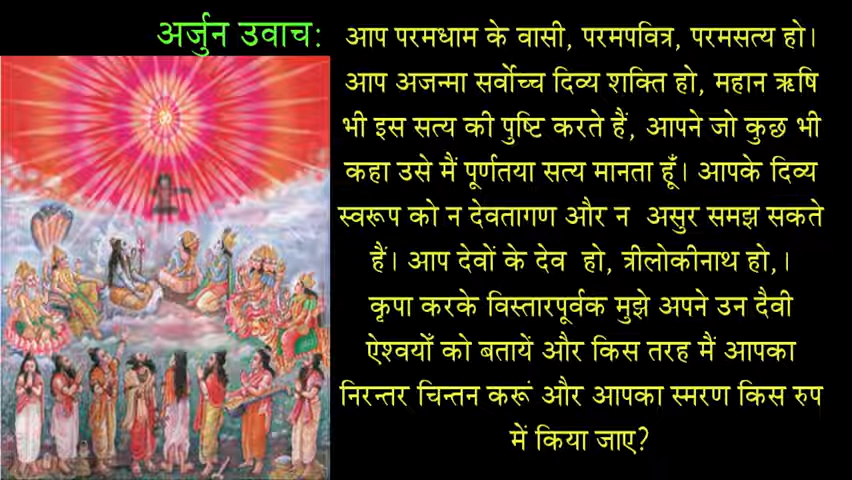 अर्जुन उवाच:
आप परमधाम के वासी, परमपवित्र, परमसत्य हो।
आप अजन्मा सर्वोच्च दिव्य शक्ति हो, महान ऋषि
भी इस सत्य की पुष्टि करते हैं, आपने जो कुछ भी
कहा उसे मैं पूर्णतया सत्य मानता हूँ। आपके दिव्य
स्वरूप को न देवतागण और न असुर समझ सकते
हैं। आप देवों के देव हो, त्रीलोकीनाथ हो,।
कृपा करके विस्तारपूर्वक मुझे अपने उन दैवी
ऐश्वर्यों को बतायें और किस तरह मैं आपका
निरन्तर चिन्तन करूं और आपका स्मरण किस रुप
में किया जाए?